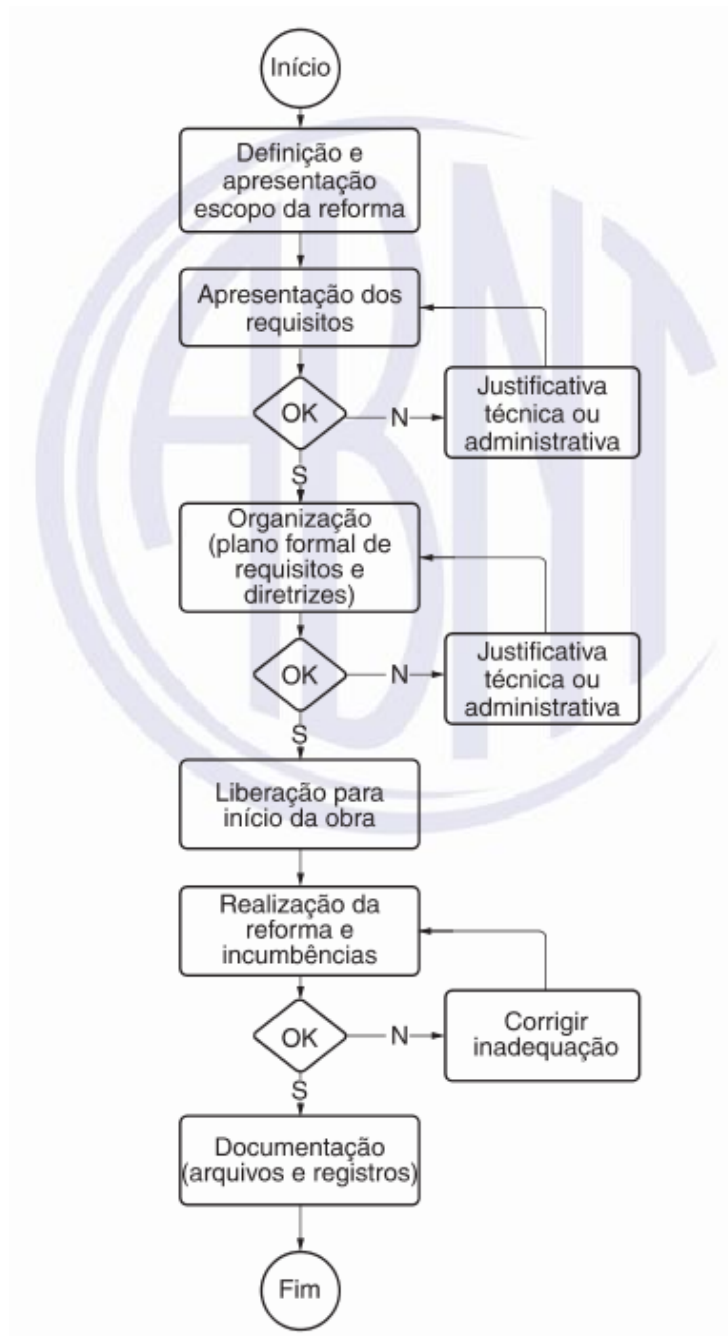 Início
Definição e
apresentação
escopo da reforma
Apresentação dos
requisitos
OK
N
Justificativa
técnica ou
administrativa
S
Organização
(plano formal de
requisitos e
diretrizes)
OK
N
Justificativa
técnica ou
administrativa
S
Liberação para
início da obra
Realização da
reforma e
incumbências
OK
N
Corrigir
inadequação
S
Documentação
(arquivos e registros)
Fim
ABNT